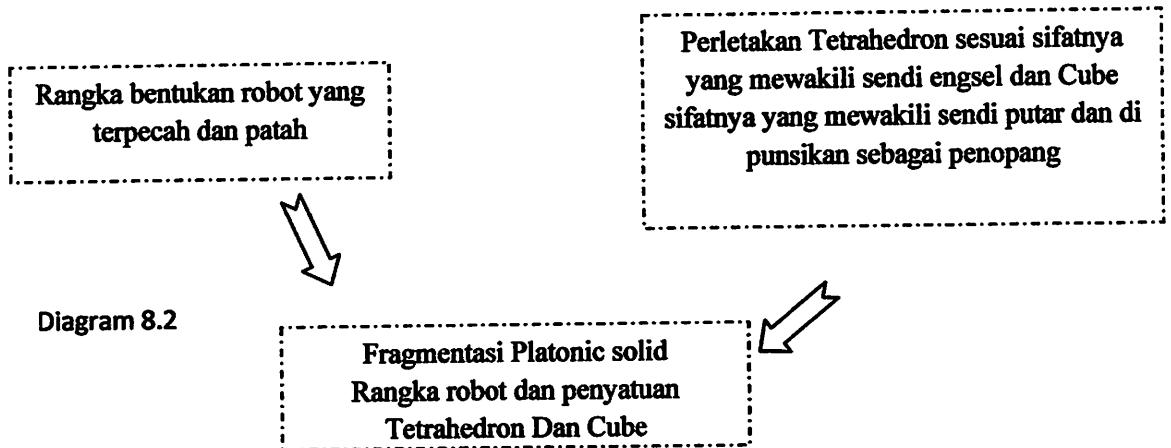 Rangka bentukan robot yang
terpecah dan patah
Perletakan Tetrahedron sesuai sifatnya
yang mewakili sendi engsel dan Cube
sifatnya yang mewakili sendi putar dan di
punsikan sebagai penopang
Diagram 8.2
Fragmentasi Platonic solid
Rangka robot dan penyatuan
Tetrahedron Dan Cube